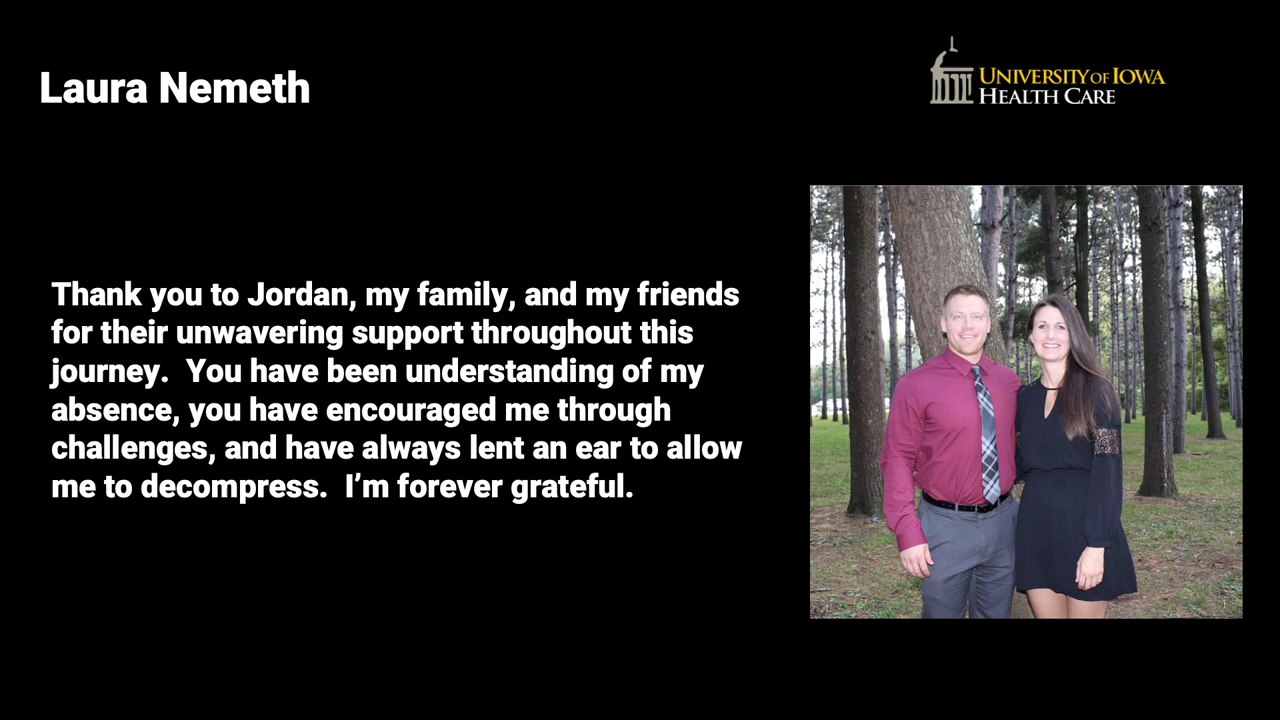 Laura Nemeth
UNIVERSITY OF IOWA
HEALTH CARE
Thank you to Jordan, my family, and my friends
for their unwavering support throughout this
journey.  You have been understanding of my
absence, you have encouraged me through
challenges, and have always lent an ear to allow
me to decompress.  I’m forever grateful.